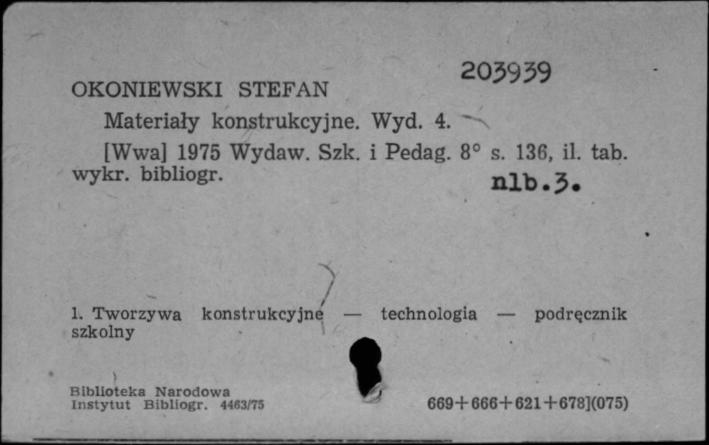 203939
OKONIEWSKI STEFAN
Materiały konstrukcyjne. Wyd. 4.
[Wwa] 1975 Wydaw. Szk. i Pedag. 8° s. 136, il. tab.
wykr. bibliogr.
nlb.3.
1. Tworzywa konstrukcyjne — technologia — podręcznik
szkolny
Biblioteka Narodowa
Instytut Bibliogr. 4463/75
669+666+621+678](075)